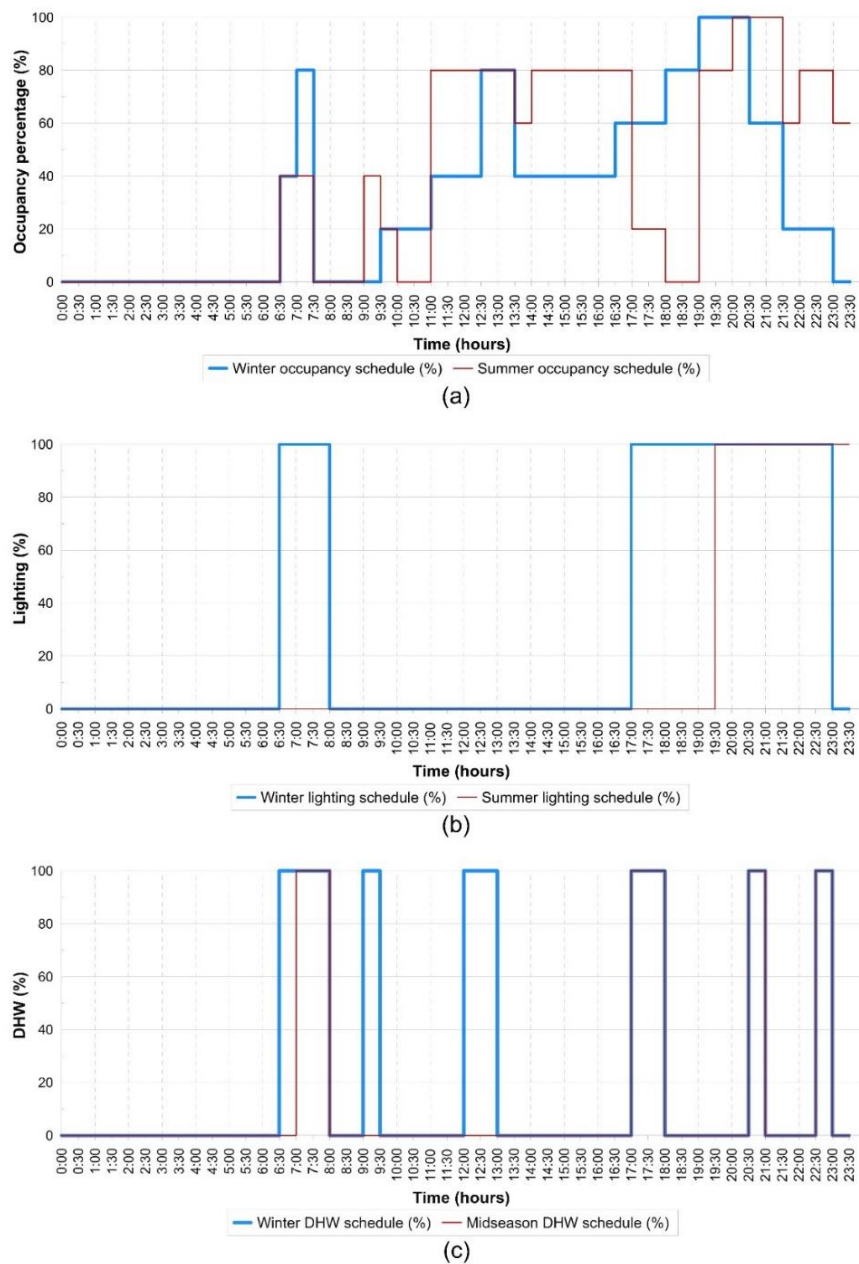 100
80
60
40
20
0
Occupancy percentage (%)
0:00 0:30 1:00 1:30 2:00 2:30 3:00 3:30 4:00 4:30 5:00 5:30 6:00 6:30 7:00 7:30 8:00 8:30 9:00 9:30 10:00 10:30 11:00 11:30 12:00 12:30 13:00 13:30 14:00 14:30 15:00 15:30 16:00 16:30 17:00 17:30 18:00 18:30 19:00 19:30 20:00 20:30 21:00 21:30 22:00 22:30 23:00 23:30
Time (hours)
Winter occupancy schedule (%) Summer occupancy schedule (%)
(a)
100
80
60
40
20
0
Lighting (%)
0:00 0:30 1:00 1:30 2:00 2:30 3:00 3:30 4:00 4:30 5:00 5:30 6:00 6:30 7:00 7:30 8:00 8:30 9:00 9:30 10:00 10:30 11:00 11:30 12:00 12:30 13:00 13:30 14:00 14:30 15:00 15:30 16:00 16:30 17:00 17:30 18:00 18:30 19:00 19:30 20:00 20:30 21:00 21:30 22:00 22:30 23:00 23:30
Time (hours)
Winter lighting schedule (%) Summer lighting schedule (%)
(b)
100
80
60
40
20
0
DHW (%)
0:00 0:30 1:00 1:30 2:00 2:30 3:00 3:30 4:00 4:30 5:00 5:30 6:00 6:30 7:00 7:30 8:00 8:30 9:00 9:30 10:00 10:30 11:00 11:30 12:00 12:30 13:00 13:30 14:00 14:30 15:00 15:30 16:00 16:30 17:00 17:30 18:00 18:30 19:00 19:30 20:00 20:30 21:00 21:30 22:00 22:30 23:00 23:30
Time (hours)
Winter DHW schedule (%) Midseason DHW schedule (%)
(c)